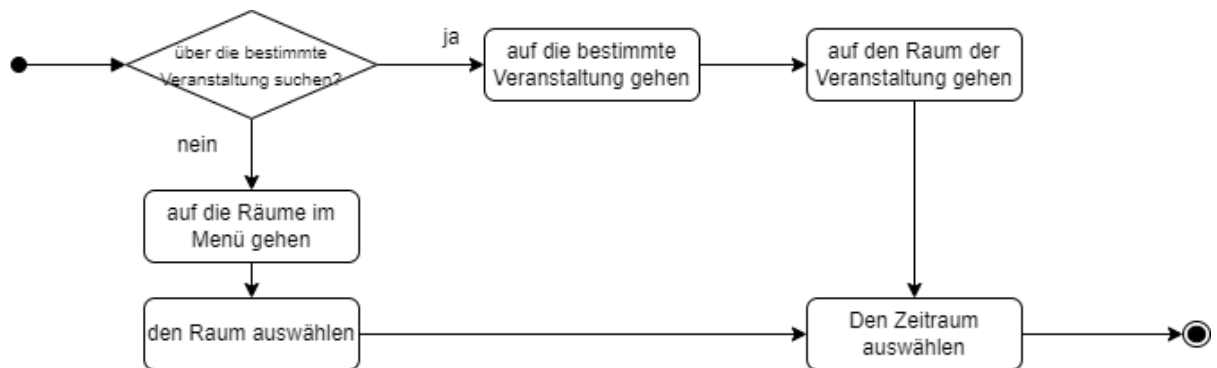 über die bestimmte
Veranstaltung suchen?
ja
auf die bestimmte
Veranstaltung gehen
auf den Raum der
Veranstaltung gehen
nein
auf die Räume im
Menü gehen
den Raum auswählen
Den Zeitraum
auswählen